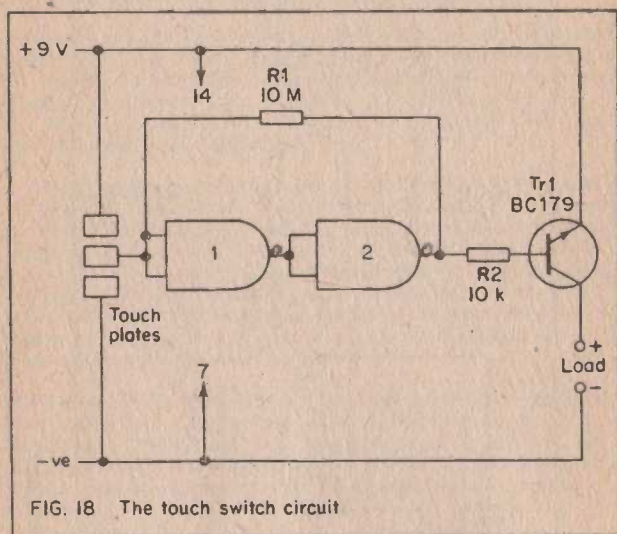 +9 V
14
R1
10 M
Tr1
BC179
1
2
R2
10 k
Touch
plates
+
Load
-
7
-ve
FIG. 18 The touch switch circuit